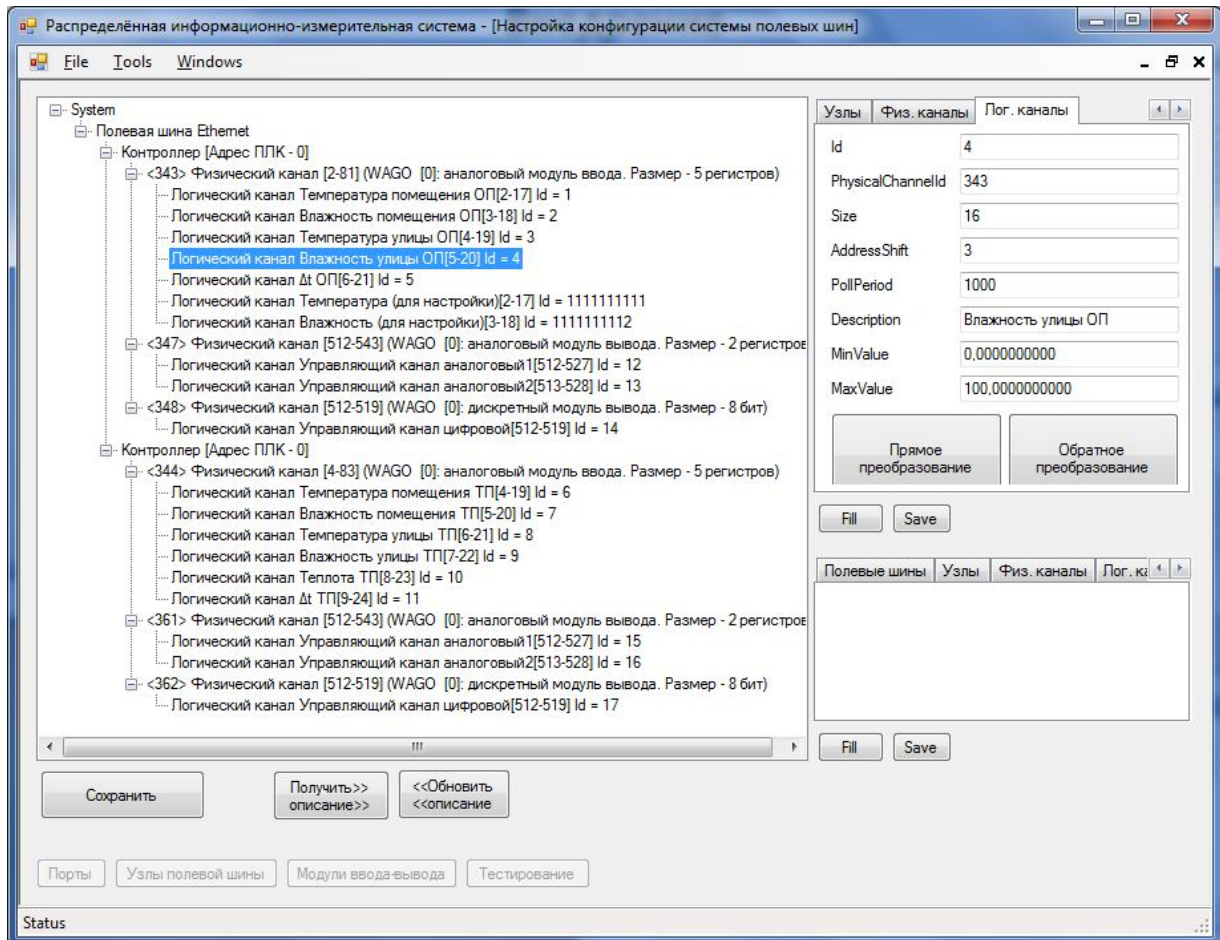 Распределённая информационно-измерительная система - [Настройка конфигурации системы полевых шин]
File Tools Windows
System
Полевая шина Ethernet
Контроллер [Адрес ПЛК - 0]
<343> Физический канал [2-81] (WAGO [0]: аналоговый модуль ввода. Размер - 5 регистров)
Логический канал Температура помещения ОП[2-17] Id = 1
Логический канал Влажность помещения ОП[3-18] Id = 2
Логический канал Температура улицы ОП[4-19] Id = 3
Логический канал Влажность улицы ОП[5-20] Id = 4
Логический канал Δt ОП[6-21] Id = 5
Логический канал Температура (для настройки)[2-17] Id = 1111111111
Логический канал Влажность (для настройки)[3-18] Id = 1111111112
<347> Физический канал [512-543] (WAGO [0]: аналоговый модуль вывода. Размер - 2 регистров
Логический канал Управляющий канал аналоговый1[512-527] Id = 12
Логический канал Управляющий канал аналоговый2[513-528] Id = 13
<348> Физический канал [512-519] (WAGO [0]: дискретный модуль вывода. Размер - 8 бит)
Логический канал Управляющий канал цифровой[512-519] Id = 14
Контроллер [Адрес ПЛК - 0]
<344> Физический канал [4-83] (WAGO [0]: аналоговый модуль ввода. Размер - 5 регистров)
Логический канал Температура помещения ТП[4-19] Id = 6
Логический канал Влажность помещения ТП[5-20] Id = 7
Логический канал Температура улицы ТП[6-21] Id = 8
Логический канал Влажность улицы ТП[7-22] Id = 9
Логический канал Теплота ТП[8-23] Id = 10
Логический канал Δt ТП[9-24] Id = 11
<361> Физический канал [512-543] (WAGO [0]: аналоговый модуль вывода. Размер - 2 регистров
Логический канал Управляющий канал аналоговый1[512-527] Id = 15
Логический канал Управляющий канал аналоговый2[513-528] Id = 16
<362> Физический канал [512-519] (WAGO [0]: дискретный модуль вывода. Размер - 8 бит)
Логический канал Управляющий канал цифровой[512-519] Id = 17
Узлы Физ. каналы Лог. каналы
Id 4
PhysicalChannelId 343
Size 16
AddressShift 3
PollPeriod 1000
Description Влажность улицы ОП
MinValue 0,0000000000
MaxValue 100,0000000000
Прямое
преобразование
Обратное
преобразование
Fill Save
Полевые шины Узлы Физ. каналы Лог. ка
Fill Save
Сохранить
Получить>>
описание>>
<<Обновить
<<описание
Порты Узлы полевой шины Модули ввода-вывода Тестирование
Status